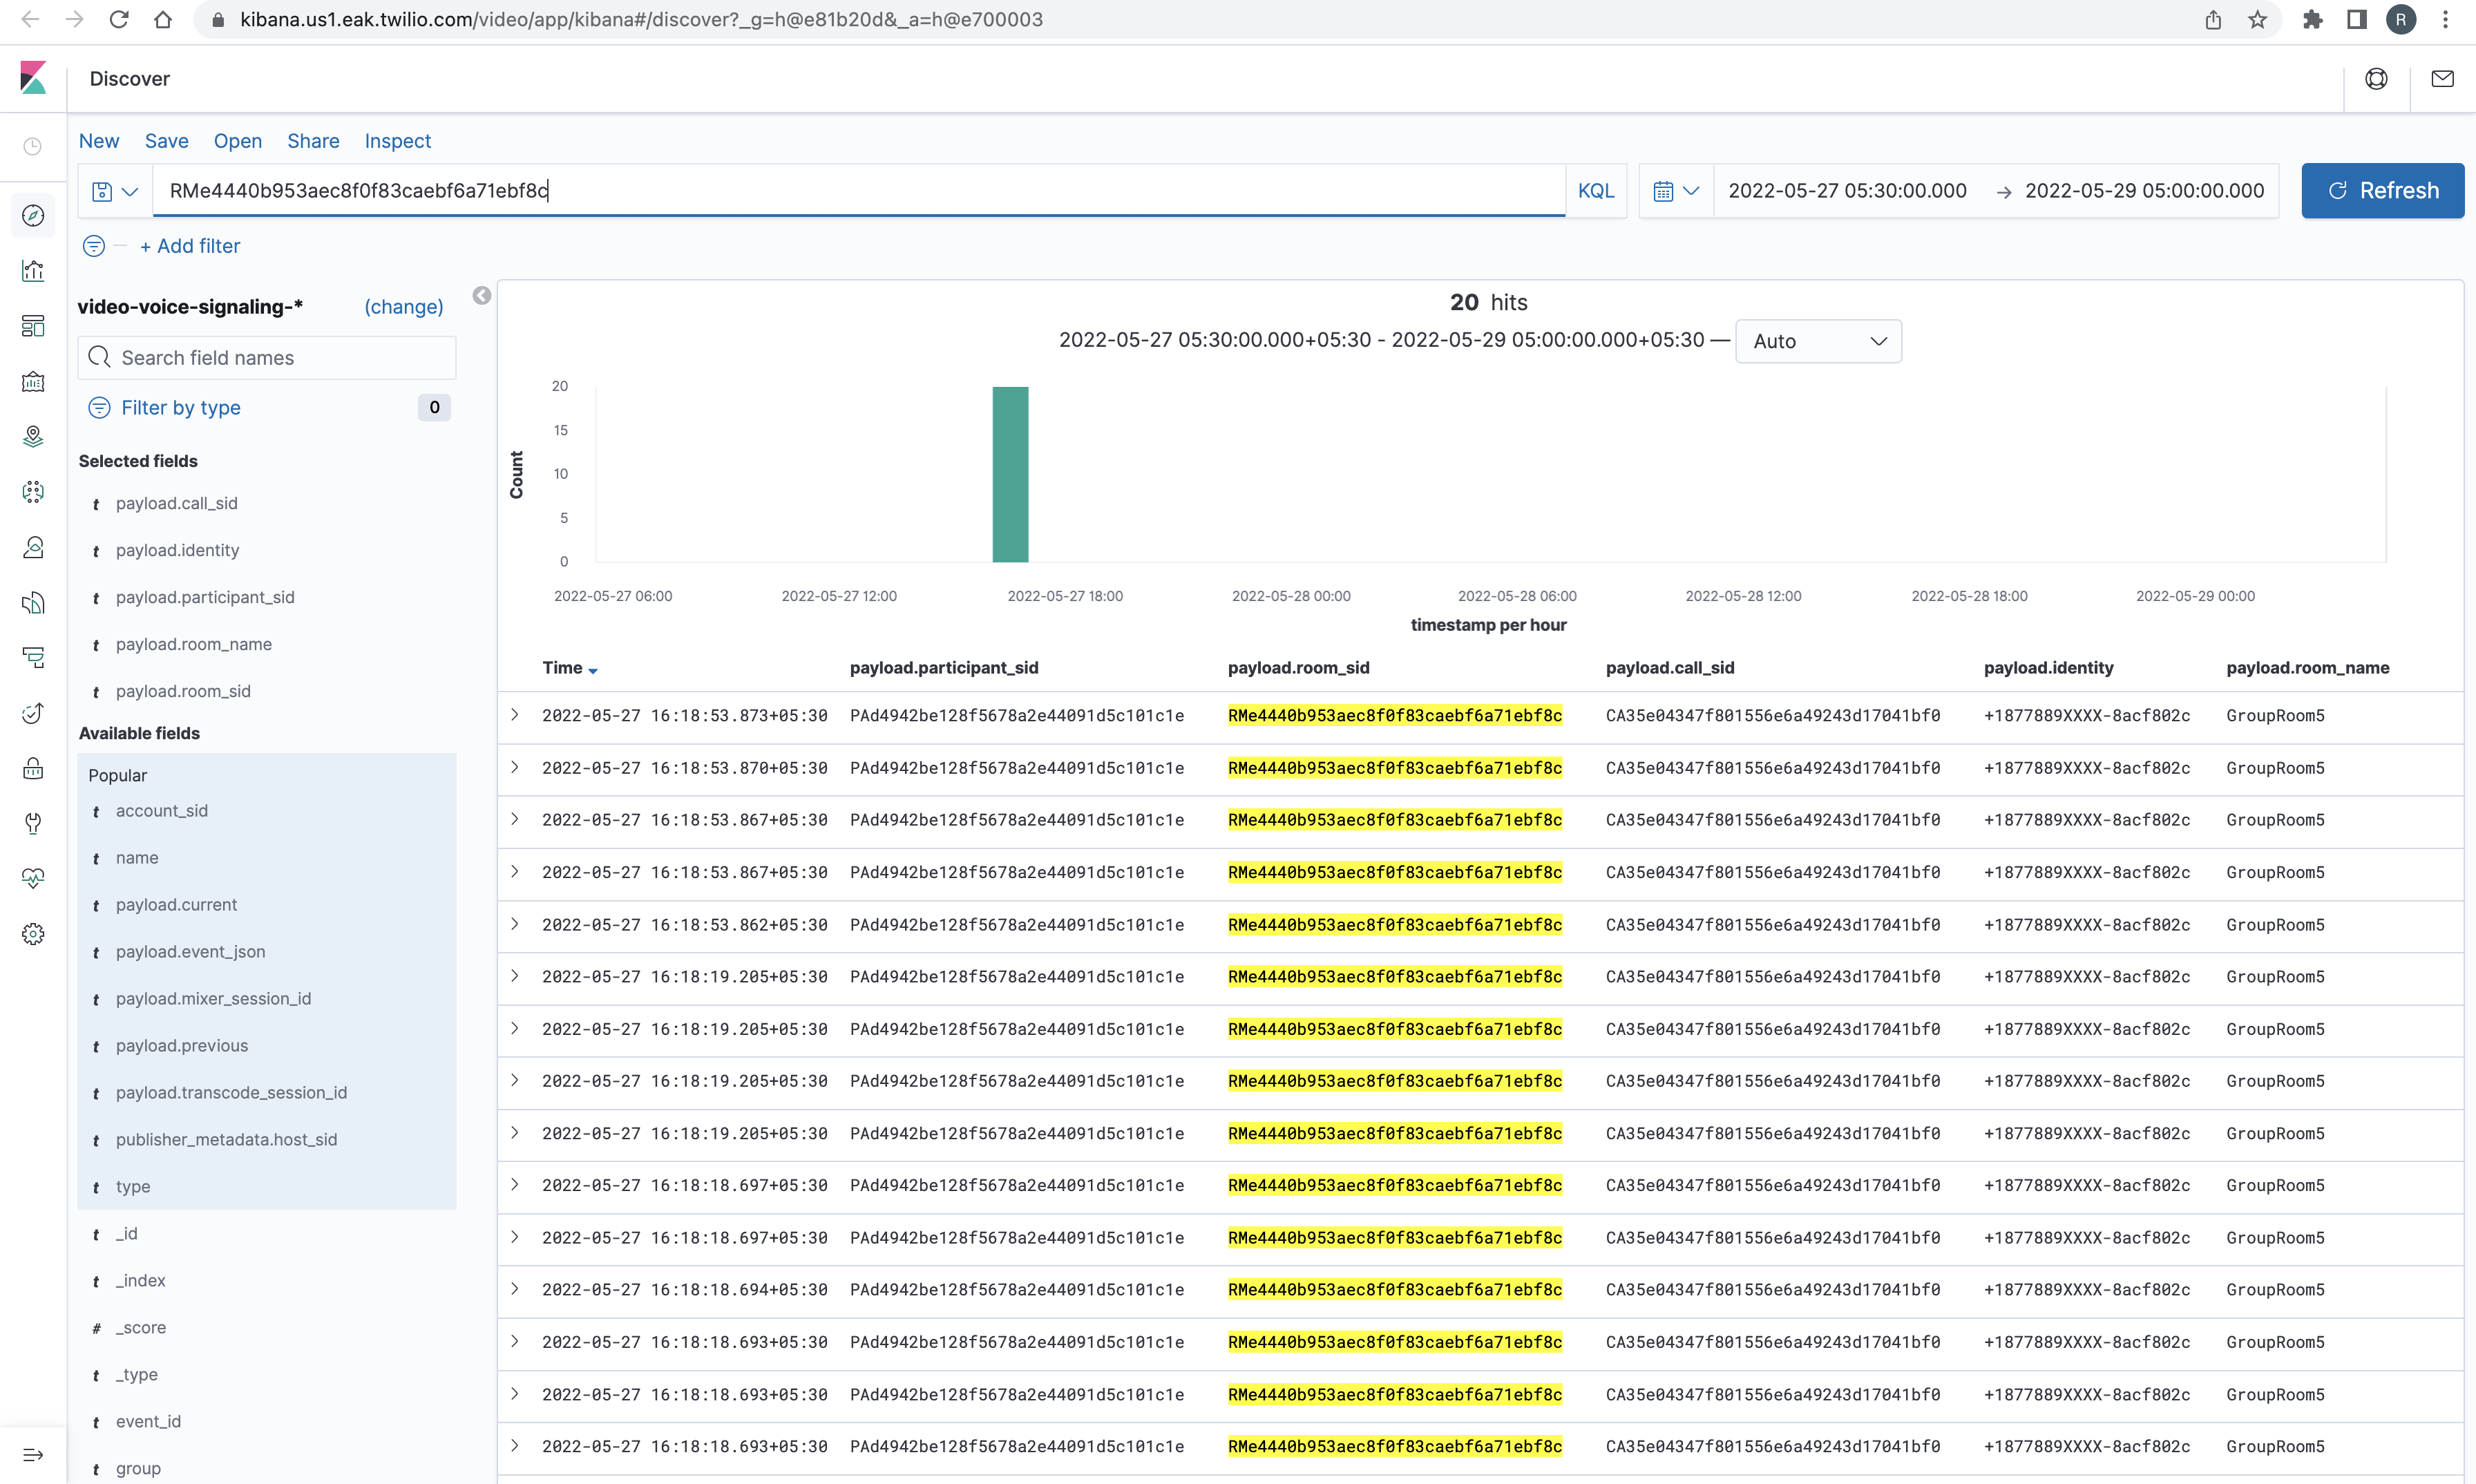 kibana.us1.eak.twilio.com/video/app/kibana#/discover?_g=h@e81b20d&_a=h@e700003
R
Discover
New Save Open Share Inspect
RMe4440b953aec8f0f83caebf6a71ebf8c KQL 2022-05-27 05:30:00.000 → 2022-05-29 05:00:00.000 Refresh
+ Add filter
video-voice-signaling-* (change)
Search field names
Filter by type 0
Selected fields
t payload.call_sid
t payload.identity
t payload.participant_sid
t payload.room_name
t payload.room_sid
Available fields
Popular
t account_sid
t name
t payload.current
t payload.event_json
t payload.mixer_session_id
t payload.previous
t payload.transcode_session_id
t publisher_metadata.host_sid
t type
t _id
t _index
# _score
t _type
t event_id
t group
20 hits
2022-05-27 05:30:00.000+05:30 - 2022-05-29 05:00:00.000+05:30 — Auto
Count
20
15
10
5
0
2022-05-27 06:00 2022-05-27 12:00 2022-05-27 18:00 2022-05-28 00:00 2022-05-28 06:00 2022-05-28 12:00 2022-05-28 18:00 2022-05-29 00:00
timestamp per hour
Time payload.participant_sid payload.room_sid payload.call_sid payload.identity payload.room_name
2022-05-27 16:18:53.873+05:30 PAd4942be128f5678a2e44091d5c101c1e RMe4440b953aec8f0f83caebf6a71ebf8c CA35e04347f801556e6a49243d17041bf0 +1877889XXXX-8acf802c GroupRoom5
2022-05-27 16:18:53.870+05:30 PAd4942be128f5678a2e44091d5c101c1e RMe4440b953aec8f0f83caebf6a71ebf8c CA35e04347f801556e6a49243d17041bf0 +1877889XXXX-8acf802c GroupRoom5
2022-05-27 16:18:53.867+05:30 PAd4942be128f5678a2e44091d5c101c1e RMe4440b953aec8f0f83caebf6a71ebf8c CA35e04347f801556e6a49243d17041bf0 +1877889XXXX-8acf802c GroupRoom5
2022-05-27 16:18:53.867+05:30 PAd4942be128f5678a2e44091d5c101c1e RMe4440b953aec8f0f83caebf6a71ebf8c CA35e04347f801556e6a49243d17041bf0 +1877889XXXX-8acf802c GroupRoom5
2022-05-27 16:18:53.862+05:30 PAd4942be128f5678a2e44091d5c101c1e RMe4440b953aec8f0f83caebf6a71ebf8c CA35e04347f801556e6a49243d17041bf0 +1877889XXXX-8acf802c GroupRoom5
2022-05-27 16:18:19.205+05:30 PAd4942be128f5678a2e44091d5c101c1e RMe4440b953aec8f0f83caebf6a71ebf8c CA35e04347f801556e6a49243d17041bf0 +1877889XXXX-8acf802c GroupRoom5
2022-05-27 16:18:19.205+05:30 PAd4942be128f5678a2e44091d5c101c1e RMe4440b953aec8f0f83caebf6a71ebf8c CA35e04347f801556e6a49243d17041bf0 +1877889XXXX-8acf802c GroupRoom5
2022-05-27 16:18:19.205+05:30 PAd4942be128f5678a2e44091d5c101c1e RMe4440b953aec8f0f83caebf6a71ebf8c CA35e04347f801556e6a49243d17041bf0 +1877889XXXX-8acf802c GroupRoom5
2022-05-27 16:18:19.205+05:30 PAd4942be128f5678a2e44091d5c101c1e RMe4440b953aec8f0f83caebf6a71ebf8c CA35e04347f801556e6a49243d17041bf0 +1877889XXXX-8acf802c GroupRoom5
2022-05-27 16:18:18.697+05:30 PAd4942be128f5678a2e44091d5c101c1e RMe4440b953aec8f0f83caebf6a71ebf8c CA35e04347f801556e6a49243d17041bf0 +1877889XXXX-8acf802c GroupRoom5
2022-05-27 16:18:18.697+05:30 PAd4942be128f5678a2e44091d5c101c1e RMe4440b953aec8f0f83caebf6a71ebf8c CA35e04347f801556e6a49243d17041bf0 +1877889XXXX-8acf802c GroupRoom5
2022-05-27 16:18:18.694+05:30 PAd4942be128f5678a2e44091d5c101c1e RMe4440b953aec8f0f83caebf6a71ebf8c CA35e04347f801556e6a49243d17041bf0 +1877889XXXX-8acf802c GroupRoom5
2022-05-27 16:18:18.693+05:30 PAd4942be128f5678a2e44091d5c101c1e RMe4440b953aec8f0f83caebf6a71ebf8c CA35e04347f801556e6a49243d17041bf0 +1877889XXXX-8acf802c GroupRoom5
2022-05-27 16:18:18.693+05:30 PAd4942be128f5678a2e44091d5c101c1e RMe4440b953aec8f0f83caebf6a71ebf8c CA35e04347f801556e6a49243d17041bf0 +1877889XXXX-8acf802c GroupRoom5
2022-05-27 16:18:18.693+05:30 PAd4942be128f5678a2e44091d5c101c1e RMe4440b953aec8f0f83caebf6a71ebf8c CA35e04347f801556e6a49243d17041bf0 +1877889XXXX-8acf802c GroupRoom5